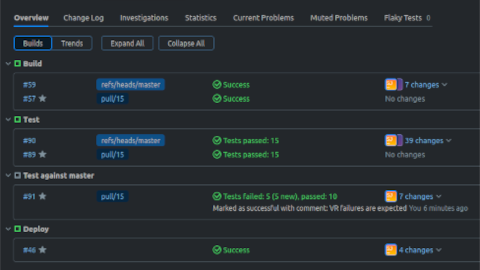 Overview Change Log Investigations Statistics Current Problems Muted Problems Flaky Tests 0
Builds Trends Expand All Collapse All
Build
#59 refs/heads/master Success 7 changes
#57 pull/15 Success No changes
Test
#90 refs/heads/master Tests passed: 15 39 changes
#89 pull/15 Tests passed: 15 No changes
Test against master
#91 pull/15 Tests failed: 5 (5 new), passed: 10 7 changes
Marked as successful with comment: VR failures are expected You 6 minutes ago
Deploy
#46 Success 4 changes